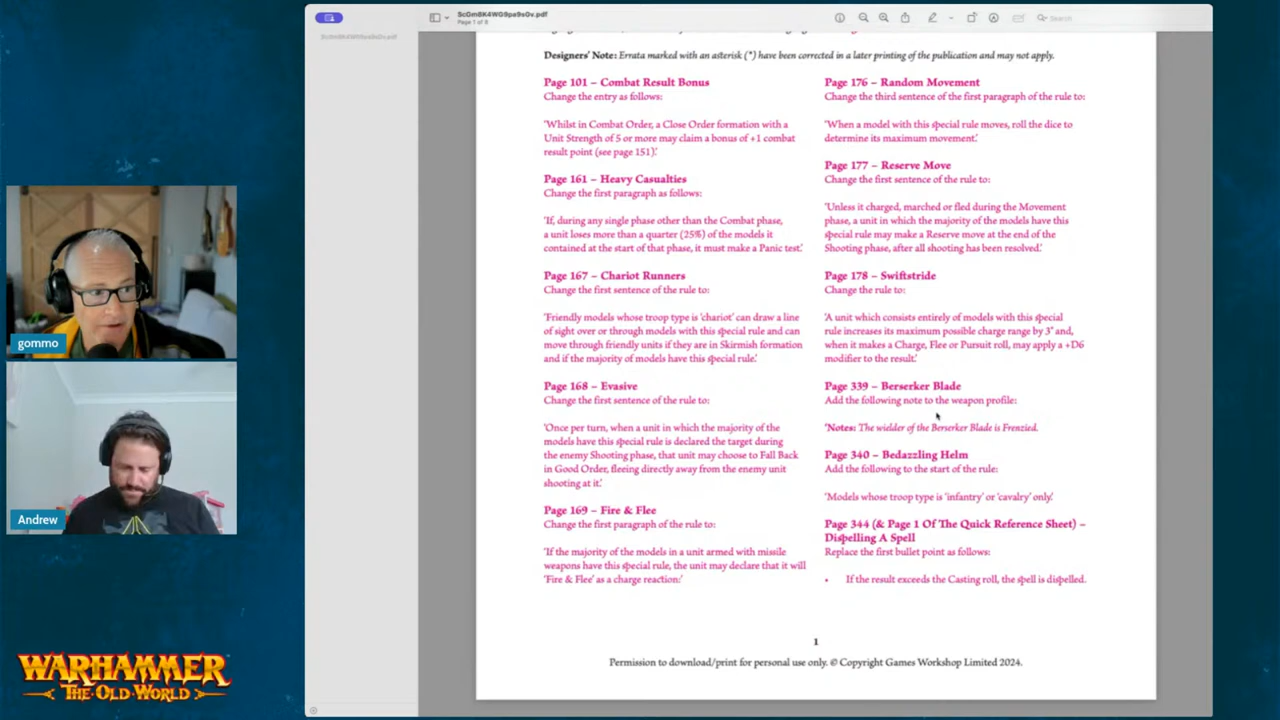 ScGm8K4WG9pa9sGv.pdf
Page 1 of 8
Search
ScGm8K4WG9pa9sGv.pdf
Designers' Note: Errata marked with an asterisk (*) have been corrected in a later printing of the publication and may not apply.
Page 101 – Combat Result Bonus
Change the entry as follows:
'Whilst in Combat Order, a Close Order formation with a
Unit Strength of 5 or more may claim a bonus of +1 combat
result point (see page 151).'
Page 161 – Heavy Casualties
Change the first paragraph as follows:
'If, during any single phase other than the Combat phase,
a unit loses more than a quarter (25%) of the models it
contained at the start of that phase, it must make a Panic test.'
Page 167 – Chariot Runners
Change the first sentence of the rule to:
'Friendly models whose troop type is 'chariot' can draw a line
of sight over or through models with this special rule and can
move through friendly units if they are in Skirmish formation
and if the majority of models have this special rule.'
Page 168 – Evasive
Change the first sentence of the rule to:
'Once per turn, when a unit in which the majority of the
models have this special rule is declared the target during
the enemy Shooting phase, that unit may choose to Fall Back
in Good Order, fleeing directly away from the enemy unit
shooting at it.'
Page 169 – Fire & Flee
Change the first paragraph of the rule to:
'If the majority of the models in a unit armed with missile
weapons have this special rule, the unit may declare that it will
'Fire & Flee' as a charge reaction:'
Page 176 – Random Movement
Change the third sentence of the first paragraph of the rule to:
'When a model with this special rule moves, roll the dice to
determine its maximum movement.'
Page 177 – Reserve Move
Change the first sentence of the rule to:
'Unless it charged, marched or fled during the Movement
phase, a unit in which the majority of the models have this
special rule may make a Reserve move at the end of the
Shooting phase, after all shooting has been resolved.'
Page 178 – Swiftstride
Change the rule to:
'A unit which consists entirely of models with this special
rule increases its maximum possible charge range by 3" and,
when it makes a Charge, Flee or Pursuit roll, may apply a +D6
modifier to the result.'
Page 339 – Berserker Blade
Add the following note to the weapon profile:
'Notes: The wielder of the Berserker Blade is Frenzied.
Page 340 – Bedazzling Helm
Add the following to the start of the rule:
'Models whose troop type is 'infantry' or 'cavalry' only.'
Page 344 (& Page 1 Of The Quick Reference Sheet) –
Dispelling A Spell
Replace the first bullet point as follows:
• If the result exceeds the Casting roll, the spell is dispelled.
1
Permission to download/print for personal use only. © Copyright Games Workshop Limited 2024.
gommo
Andrew
WARHAMMER
THE OLD WORLD